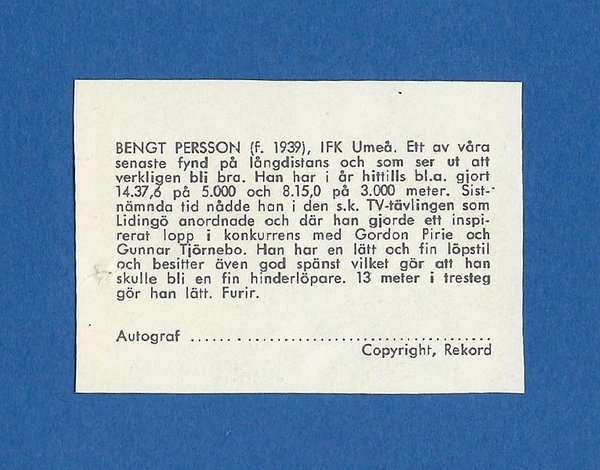 BENGT PERSSON (f. 1939), IFK Umeå. Ett av våra
senaste fynd på långdistans och som ser ut att
verkligen bli bra. Han har i år hittills bl.a. gjort
14.37,6 på 5.000 och 8.15,0 på 3.000 meter. Sist-
nämnda tid nådde han i den s.k. TV-tävlingen som
Lidingö anordnade och där han gjorde ett inspi-
rerat lopp i konkurrens med Gordon Pirie och
Gunnar Tjörnebo. Han har en lätt och fin löpstil
och besitter även god spänst vilket gör att han
skulle bli en fin hinderlöpare. 13 meter i tresteg
gör han lätt. Furir.
Autograf ........................................
Copyright, Rekord